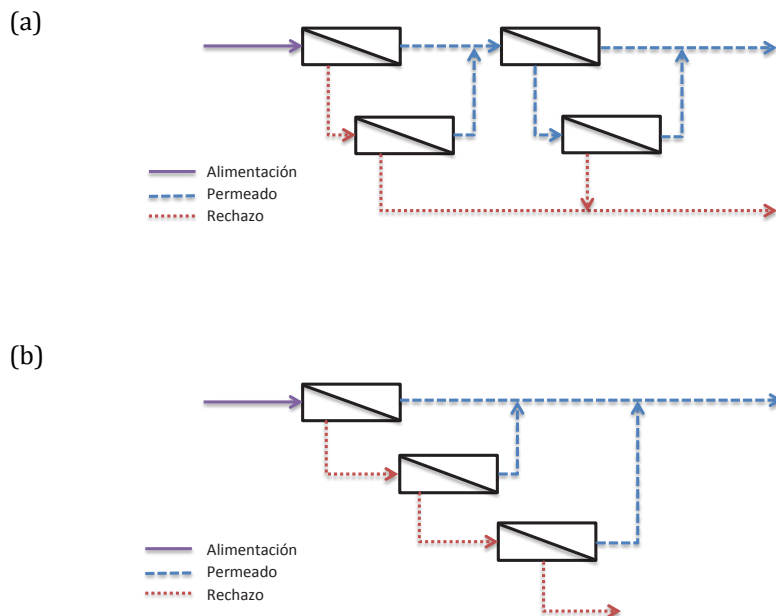 (a)
Alimentación
Permeado
Rechazo
(b)
Alimentación
Permeado
Rechazo